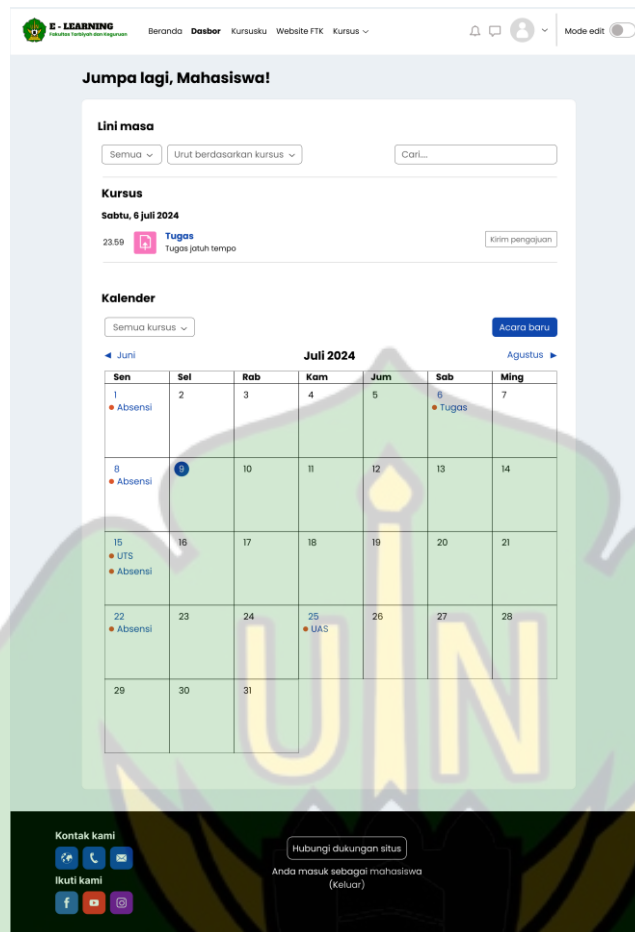 E - LEARNING
Fakultas Tarbiyah dan Keguruan
Beranda Dasbor Kursusku Website FTK Kursus
Mode edit
Jumpa lagi, Mahasiswa!
Lini masa
Semua Urut berdasarkan kursus Cari...
Kursus
Sabtu, 6 juli 2024
23.59 Tugas Kirim pengajuan
Tugas jatuh tempo
Kalender
Semua kursus Acara baru
Juni Juli 2024 Agustus
Sen Sel Rab Kam Jum Sab Ming
1 2 3 4 5 6 7
Absensi Tugas
8 9 10 11 12 13 14
Absensi
15 16 17 18 19 20 21
UTS
Absensi
22 23 24 25 26 27 28
Absensi UAS
29 30 31
UIN
Kontak kami
Hubungi dukungan situs
Anda masuk sebagai mahasiswa
(Keluar)
Ikuti kami